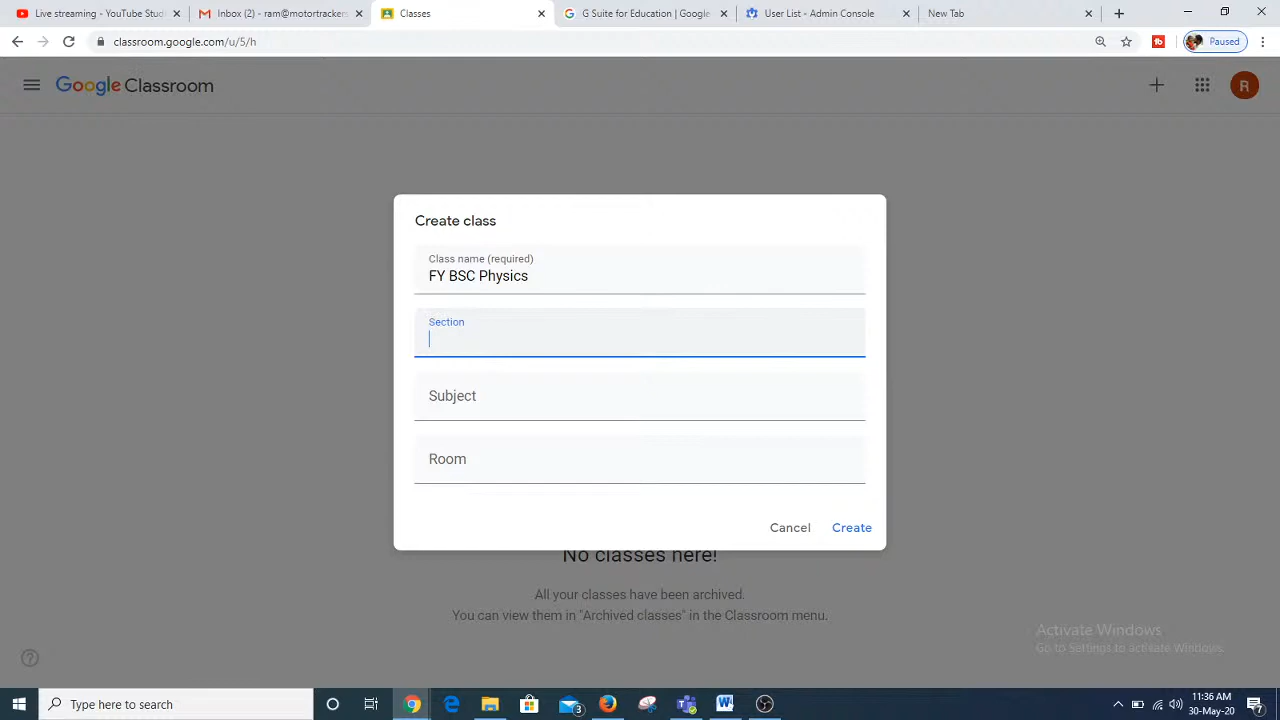 Live streaming - YouTube Stud
Inbox (2) - ram@motortrackers
Classes
G Suite for Education | Google
User List - Admin Console
New Tab
classroom.google.com/u/5/h
Paused
Google Classroom
R
Create class
Class name (required)
FY BSC Physics
Section
Subject
Room
Cancel
Create
No classes here!
All your classes have been archived.
You can view them in "Archived classes" in the Classroom menu.
Activate Windows
Go to Settings to activate Windows.
Type here to search
3
11:36 AM
30-May-20
2